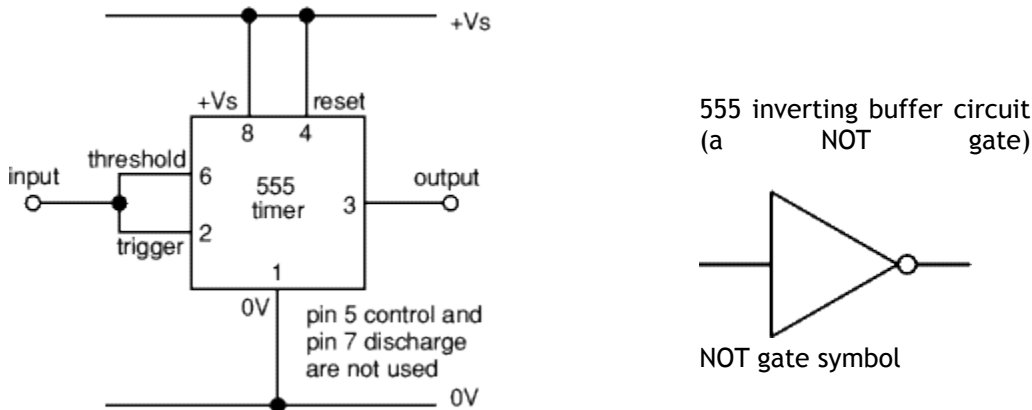 +Vs
+Vs
reset
8
4
threshold
input
6
555
timer
3
output
trigger
2
1
0V
pin 5 control and
pin 7 discharge
are not used
0V
555 inverting buffer circuit
(a NOT gate)
NOT gate symbol